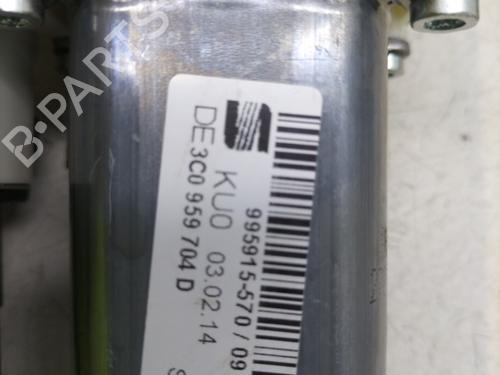 B-PARTS
995915-570/09
KU0 03.02.14
DE 3C0 959 704 D